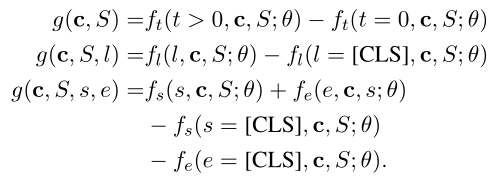 g(c, S) = f_t(t > 0, c, S; θ) − f_t(t = 0, c, S; θ)
g(c, S, l) = f_l(l, c, S; θ) − f_l(l = [CLS], c, S; θ)
g(c, S, s, e) = f_s(s, c, S; θ) + f_e(e, c, s; θ)
− f_s(s = [CLS], c, S; θ)
− f_e(e = [CLS], c, S; θ).